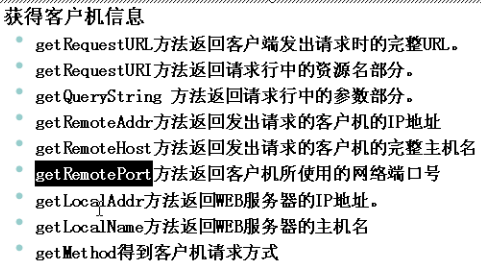 获得客户机信息
getRequestURL方法返回客户端发出请求时的完整URL。
getRequestURI方法返回请求行中的资源名部分。
getQueryString 方法返回请求行中的参数部分。
getRemoteAddr方法返回发出请求的客户机的IP地址
getRemoteHost方法返回发出请求的客户机的完整主机名
getRemotePort方法返回客户机所使用的网络端口号
getLocalAddr方法返回WEB服务器的IP地址。
getLocalName方法返回WEB服务器的主机名
getMethod得到客户机请求方式